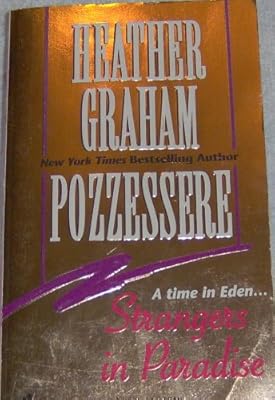 HEATHER
GRAHAM
New York Times Bestselling Author
POZZESSERE
A time in Eden...
Strangers
in Paradise